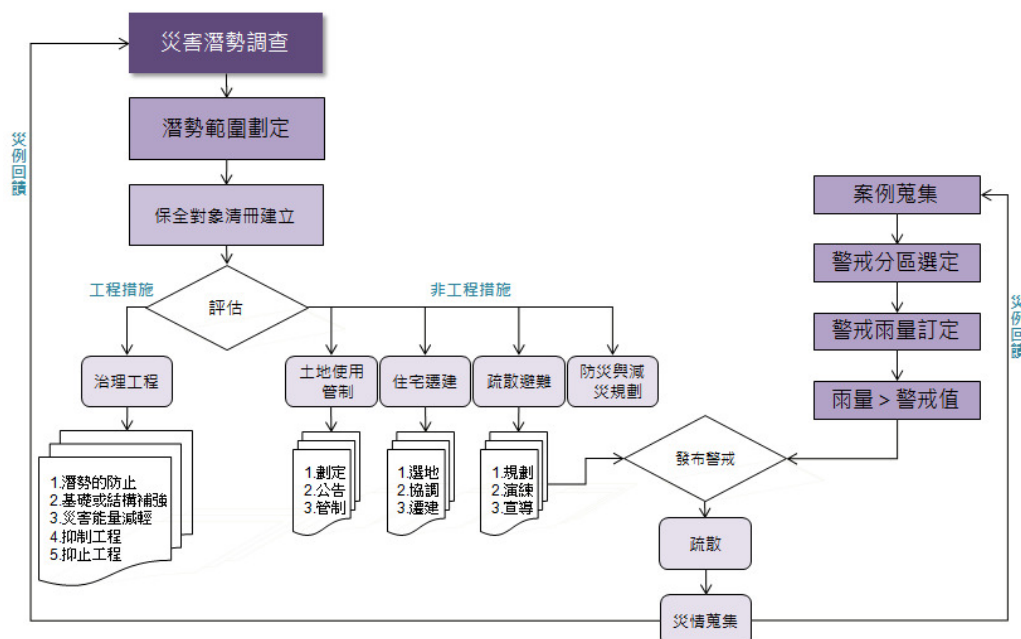 災害潛勢調查
潛勢範圍劃定
保全對象清冊建立
評估
工程措施
非工程措施
治理工程
1.潛勢的防止
2.基礎或結構補強
3.災害能量減輕
4.抑制工程
5.抑止工程
土地使用
管制
1.劃定
2.公告
3.管制
住宅遷建
1.選地
2.協調
3.遷建
疏散避難
1.規劃
2.演練
3.宣導
防災與減
災規劃
案例蒐集
警戒分區選定
警戒雨量訂定
雨量＞警戒值
發布警戒
疏散
災情蒐集
災例回饋
災例回饋